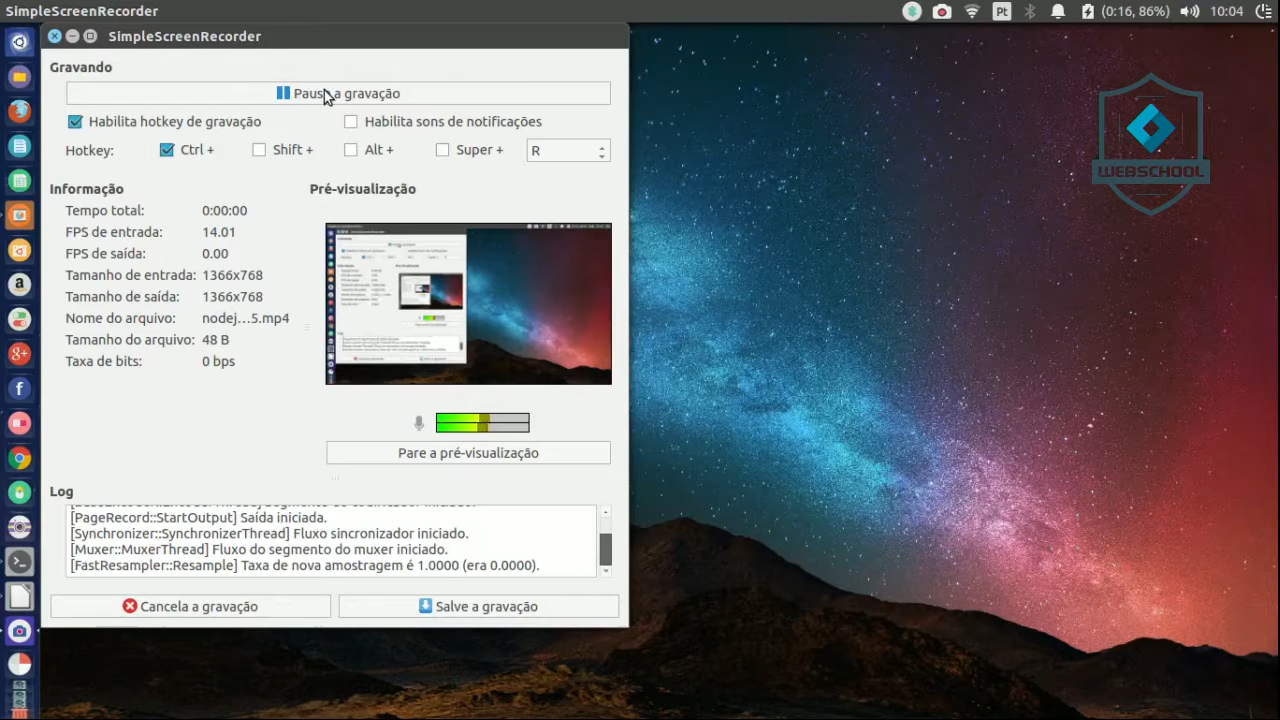 SimpleScreenRecorder
Pt
(0:16, 86%)
10:04
SimpleScreenRecorder
Gravando
Pause a gravação
Habilita hotkey de gravação
Habilita sons de notificações
Hotkey:
Ctrl +
Shift +
Alt +
Super +
R
Informação
Tempo total: 0:00:00
FPS de entrada: 14.01
FPS de saída: 0.00
Tamanho de entrada: 1366x768
Tamanho de saída: 1366x768
Nome do arquivo: nodej...5.mp4
Tamanho do arquivo: 48 B
Taxa de bits: 0 bps
Pré-visualização
Pare a pré-visualização
Log
[PageRecord::StartOutput] Saída iniciada.
[Synchronizer::SynchronizerThread] Fluxo sincronizador iniciado.
[Muxer::MuxerThread] Fluxo do segmento do muxer iniciado.
[FastResampler::Resample] Taxa de nova amostragem é 1.0000 (era 0.0000).
Cancela a gravação
Salve a gravação
WEBSCHOOL